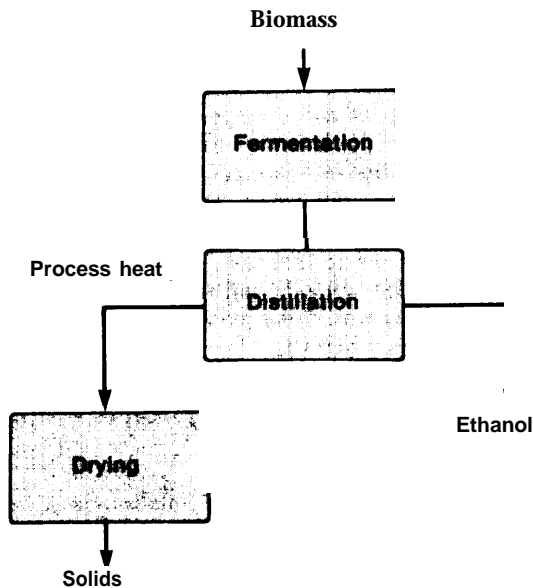 Biomass
Fermentation
Process heat
Distillation
Ethanol
Drying
Solids